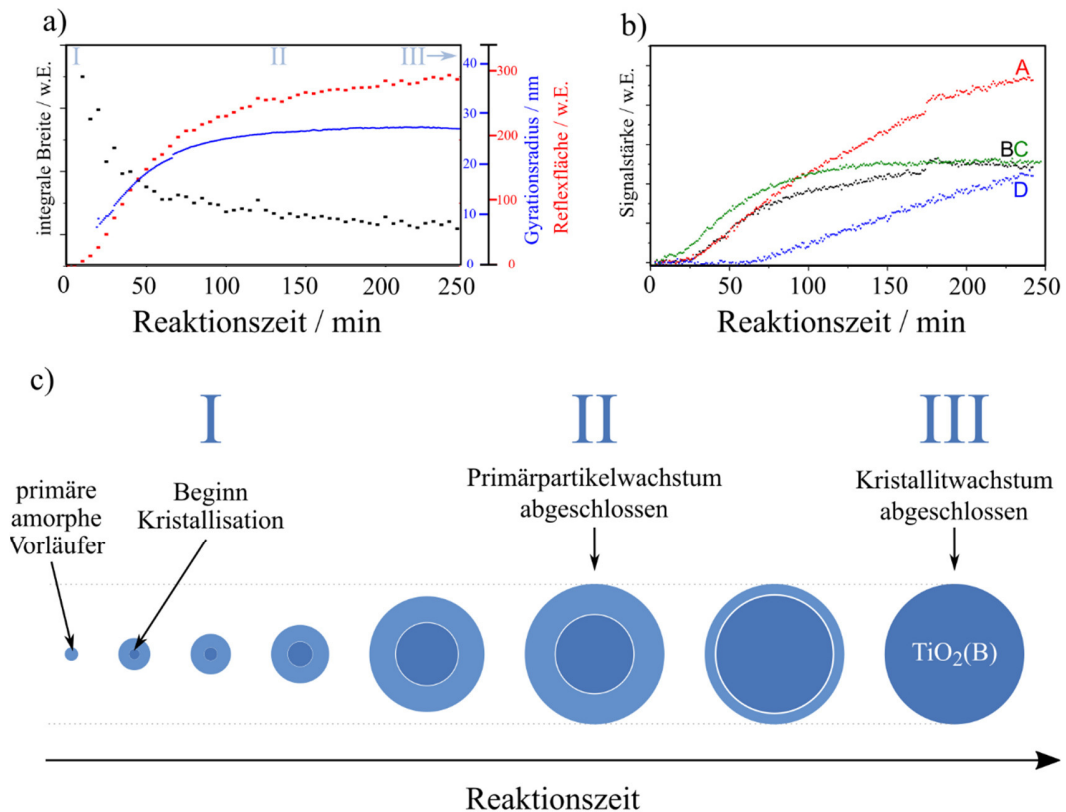 a)
I
II
III
integrale Breite / w.E.
0
50
100
150
200
250
Reaktionszeit / min
40
30
20
10
0
Gyrationsradius / nm
300
200
100
0
Reflexfläche / w.E.
b)
Signalstärke / w.E.
A
BC
D
0
50
100
150
200
250
Reaktionszeit / min
c)
I
II
III
primäre
amorphe
Vorläufer
Beginn
Kristallisation
Primärpartikelwachstum
abgeschlossen
Kristallitwachstum
abgeschlossen
TiO₂(B)
Reaktionszeit